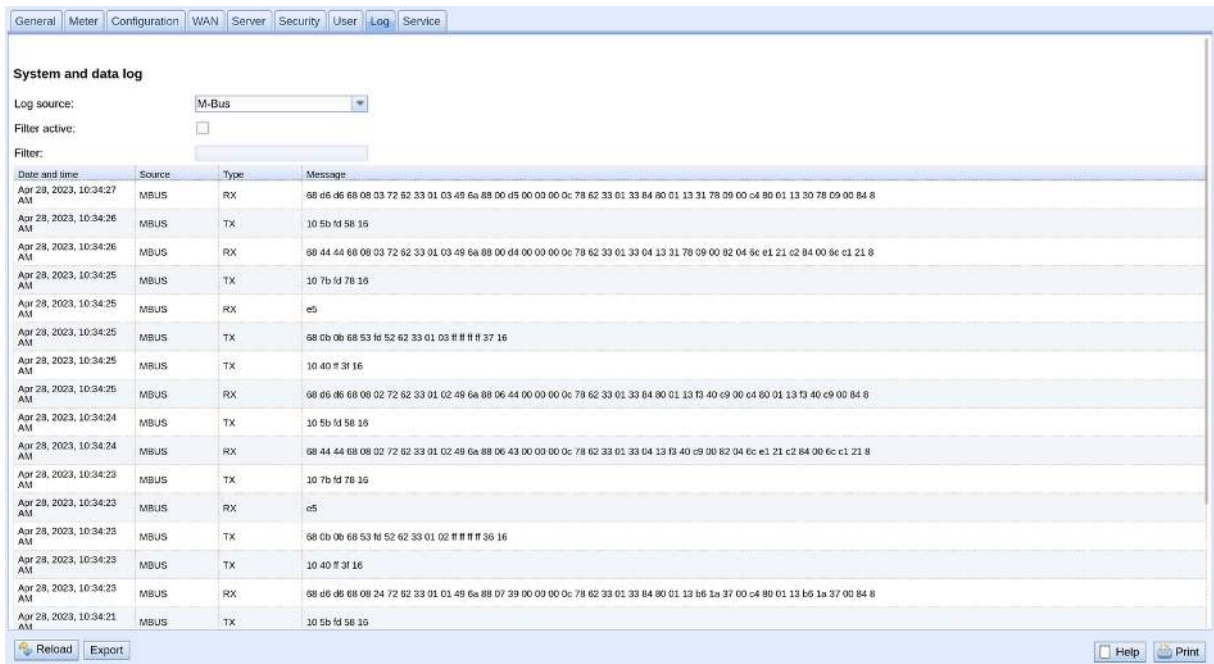 General Meter Configuration WAN Server Security User Log Service
System and data log
Log source: M-Bus
Filter active:
Filter:
Date and time Source Type Message
Apr 28, 2023, 10:34:27 AM MBUS RX 68 d6 d6 68 08 03 72 62 33 01 03 49 6a 88 00 d5 00 00 00 0c 78 62 33 01 33 84 80 01 13 31 78 09 00 c4 80 01 13 30 78 09 00 84 8
Apr 28, 2023, 10:34:26 AM MBUS TX 10 5b fd 58 16
Apr 28, 2023, 10:34:26 AM MBUS RX 68 44 44 68 08 03 72 62 33 01 03 49 6a 88 00 d4 00 00 00 0c 78 62 33 01 33 04 13 31 78 09 00 82 04 6c e1 21 c2 84 00 6c c1 21 8
Apr 28, 2023, 10:34:25 AM MBUS TX 10 7b fd 78 16
Apr 28, 2023, 10:34:25 AM MBUS RX e5
Apr 28, 2023, 10:34:25 AM MBUS TX 68 0b 0b 68 53 fd 52 62 33 01 03 ff ff ff ff 37 16
Apr 28, 2023, 10:34:25 AM MBUS TX 10 40 ff 3f 16
Apr 28, 2023, 10:34:25 AM MBUS RX 68 d6 d6 68 08 02 72 62 33 01 02 49 6a 88 06 44 00 00 00 0c 78 62 33 01 33 84 80 01 13 f3 40 c9 00 c4 80 01 13 f3 40 c9 00 84 8
Apr 28, 2023, 10:34:24 AM MBUS TX 10 5b fd 58 16
Apr 28, 2023, 10:34:24 AM MBUS RX 68 44 44 68 08 02 72 62 33 01 02 49 6a 88 06 43 00 00 00 0c 78 62 33 01 33 04 13 f3 40 c9 00 82 04 6c e1 21 c2 84 00 6c c1 21 8
Apr 28, 2023, 10:34:23 AM MBUS TX 10 7b fd 78 16
Apr 28, 2023, 10:34:23 AM MBUS RX e5
Apr 28, 2023, 10:34:23 AM MBUS TX 68 0b 0b 68 53 fd 52 62 33 01 02 ff ff ff ff 36 16
Apr 28, 2023, 10:34:23 AM MBUS TX 10 40 ff 3f 16
Apr 28, 2023, 10:34:23 AM MBUS RX 68 d6 d6 68 08 24 72 62 33 01 01 49 6a 88 07 39 00 00 00 0c 78 62 33 01 33 84 80 01 13 b6 1a 37 00 c4 80 01 13 b6 1a 37 00 84 8
Apr 28, 2023, 10:34:21 AM MBUS TX 10 5b fd 58 16
Reload Export Help Print